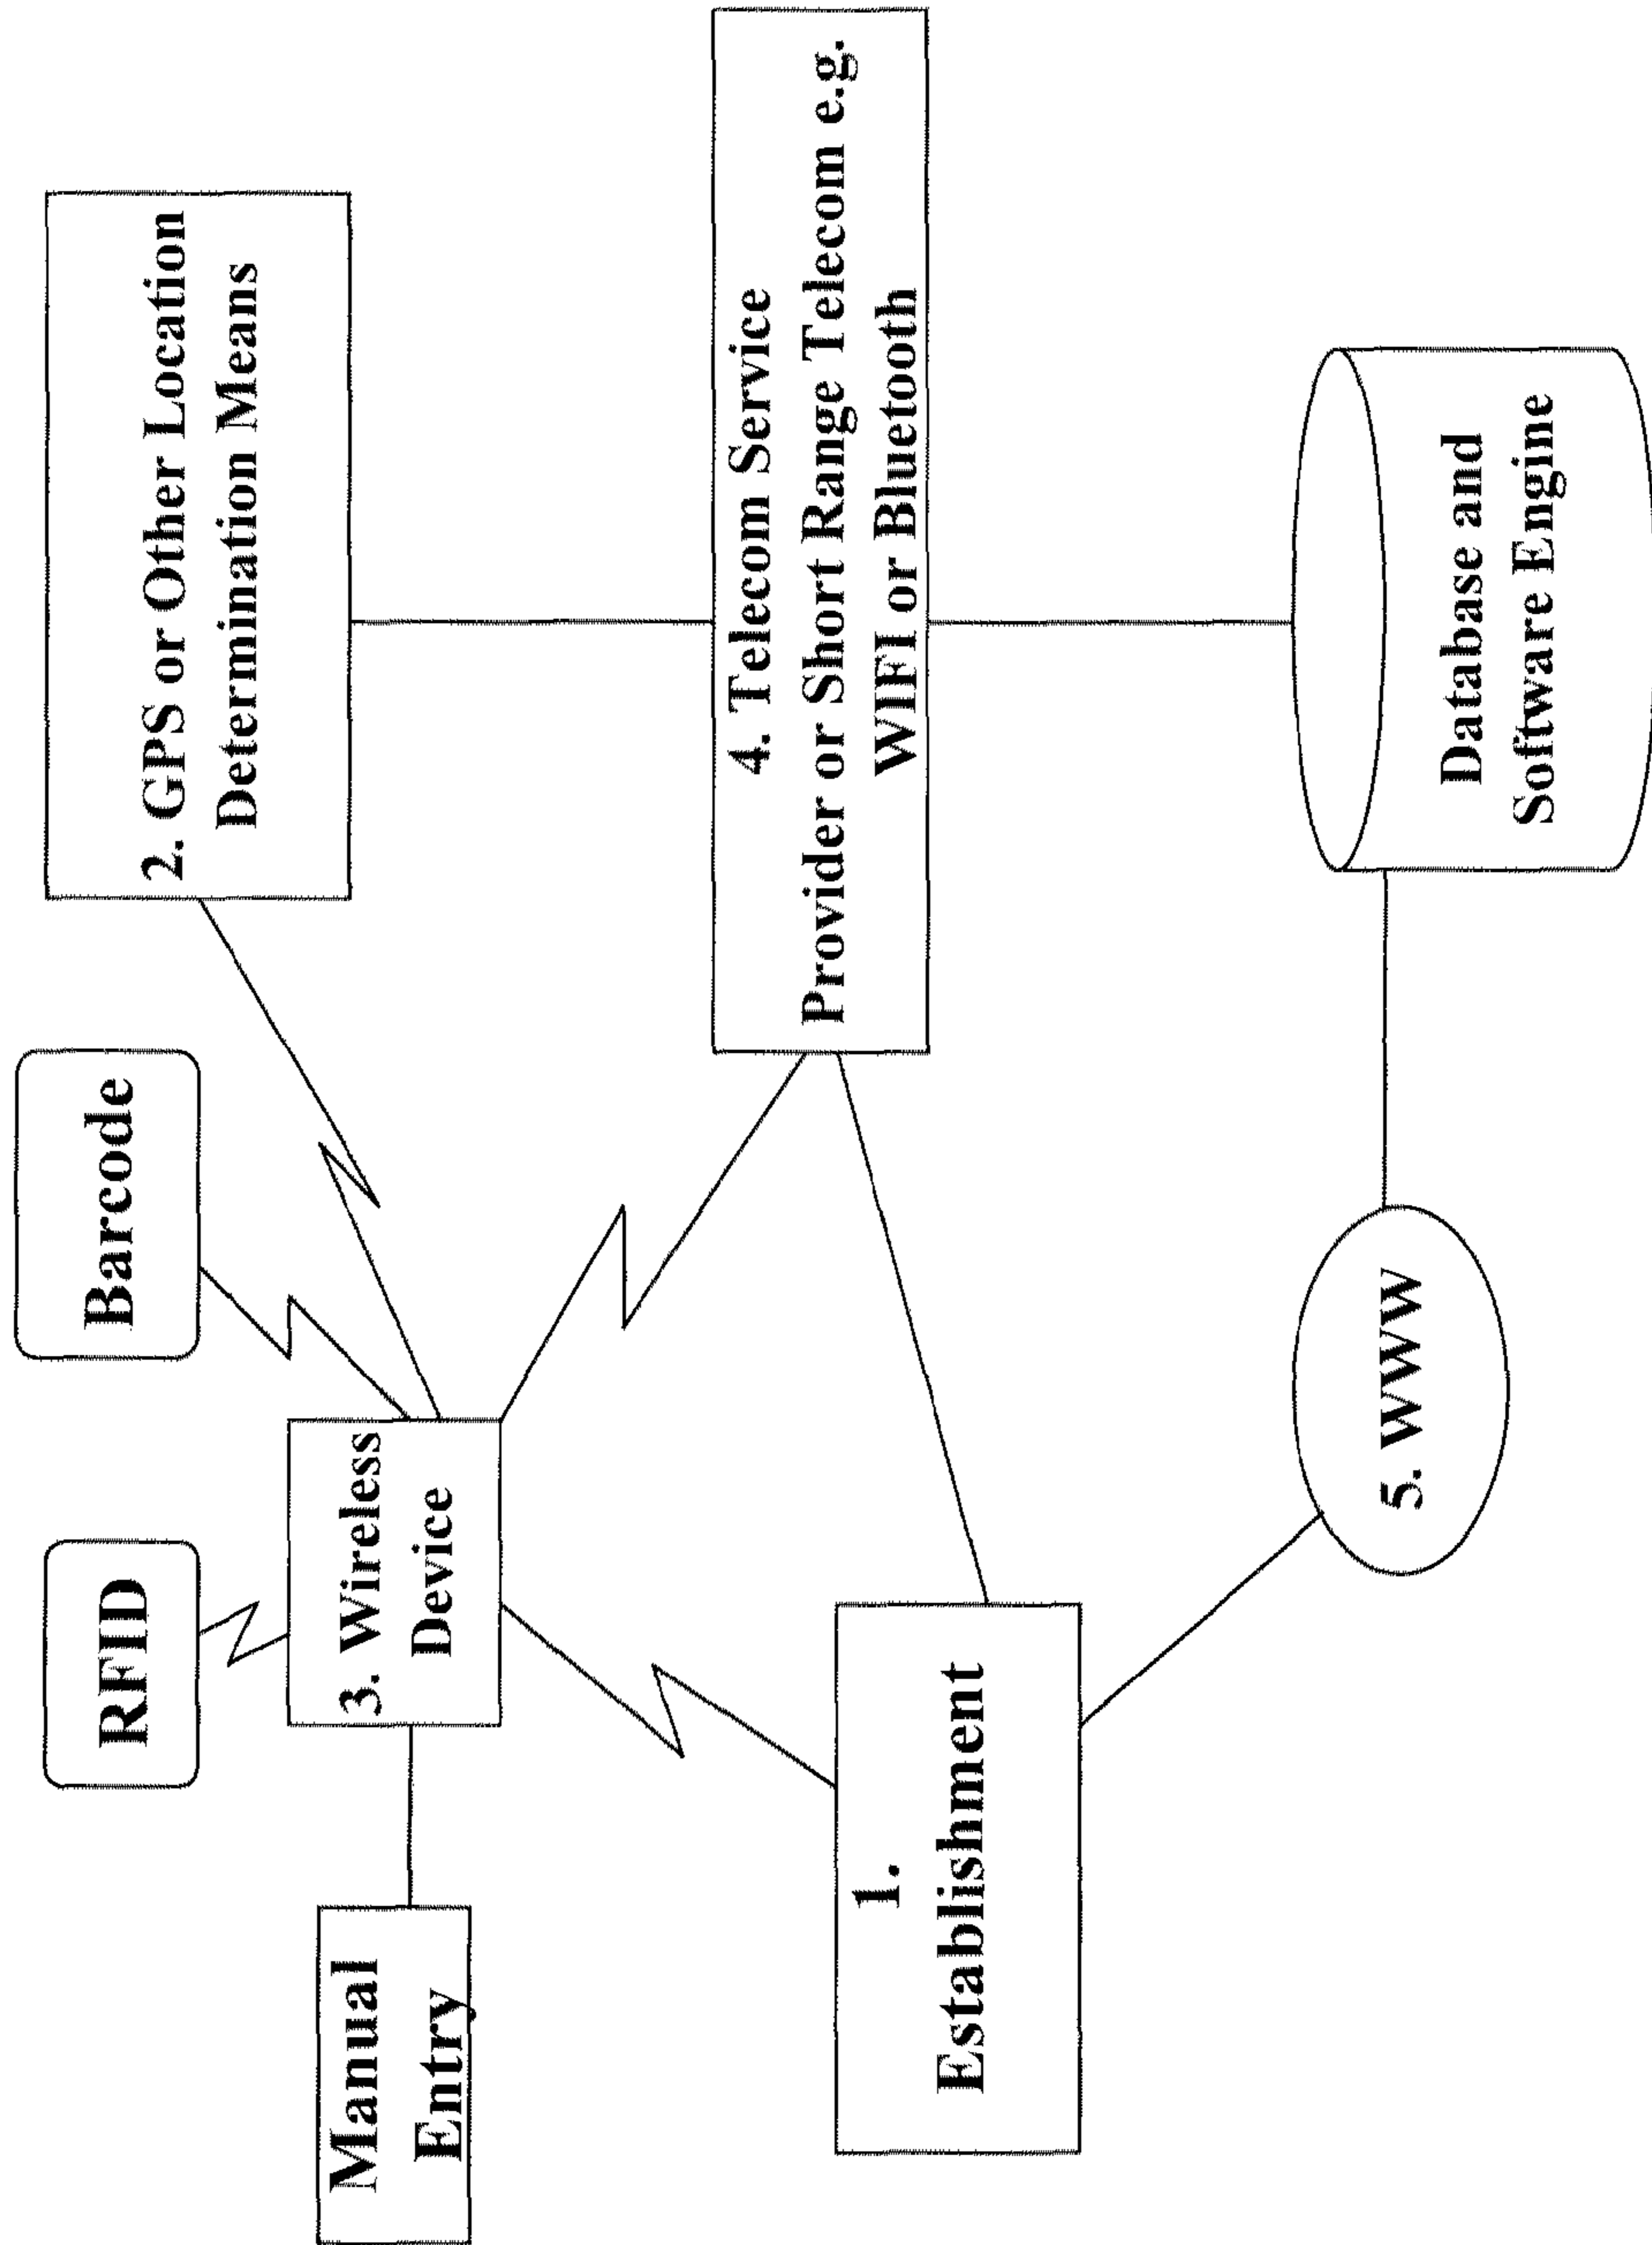 Manual
Entry
RFID
Barcode
3. Wireless
Device
2. GPS or Other Location
Determination Means
1.
Establishment
4. Telecom Service
Provider or Short Range Telecom e.g.
WIFI or Bluetooth
5. WWW
Database and
Software Engine